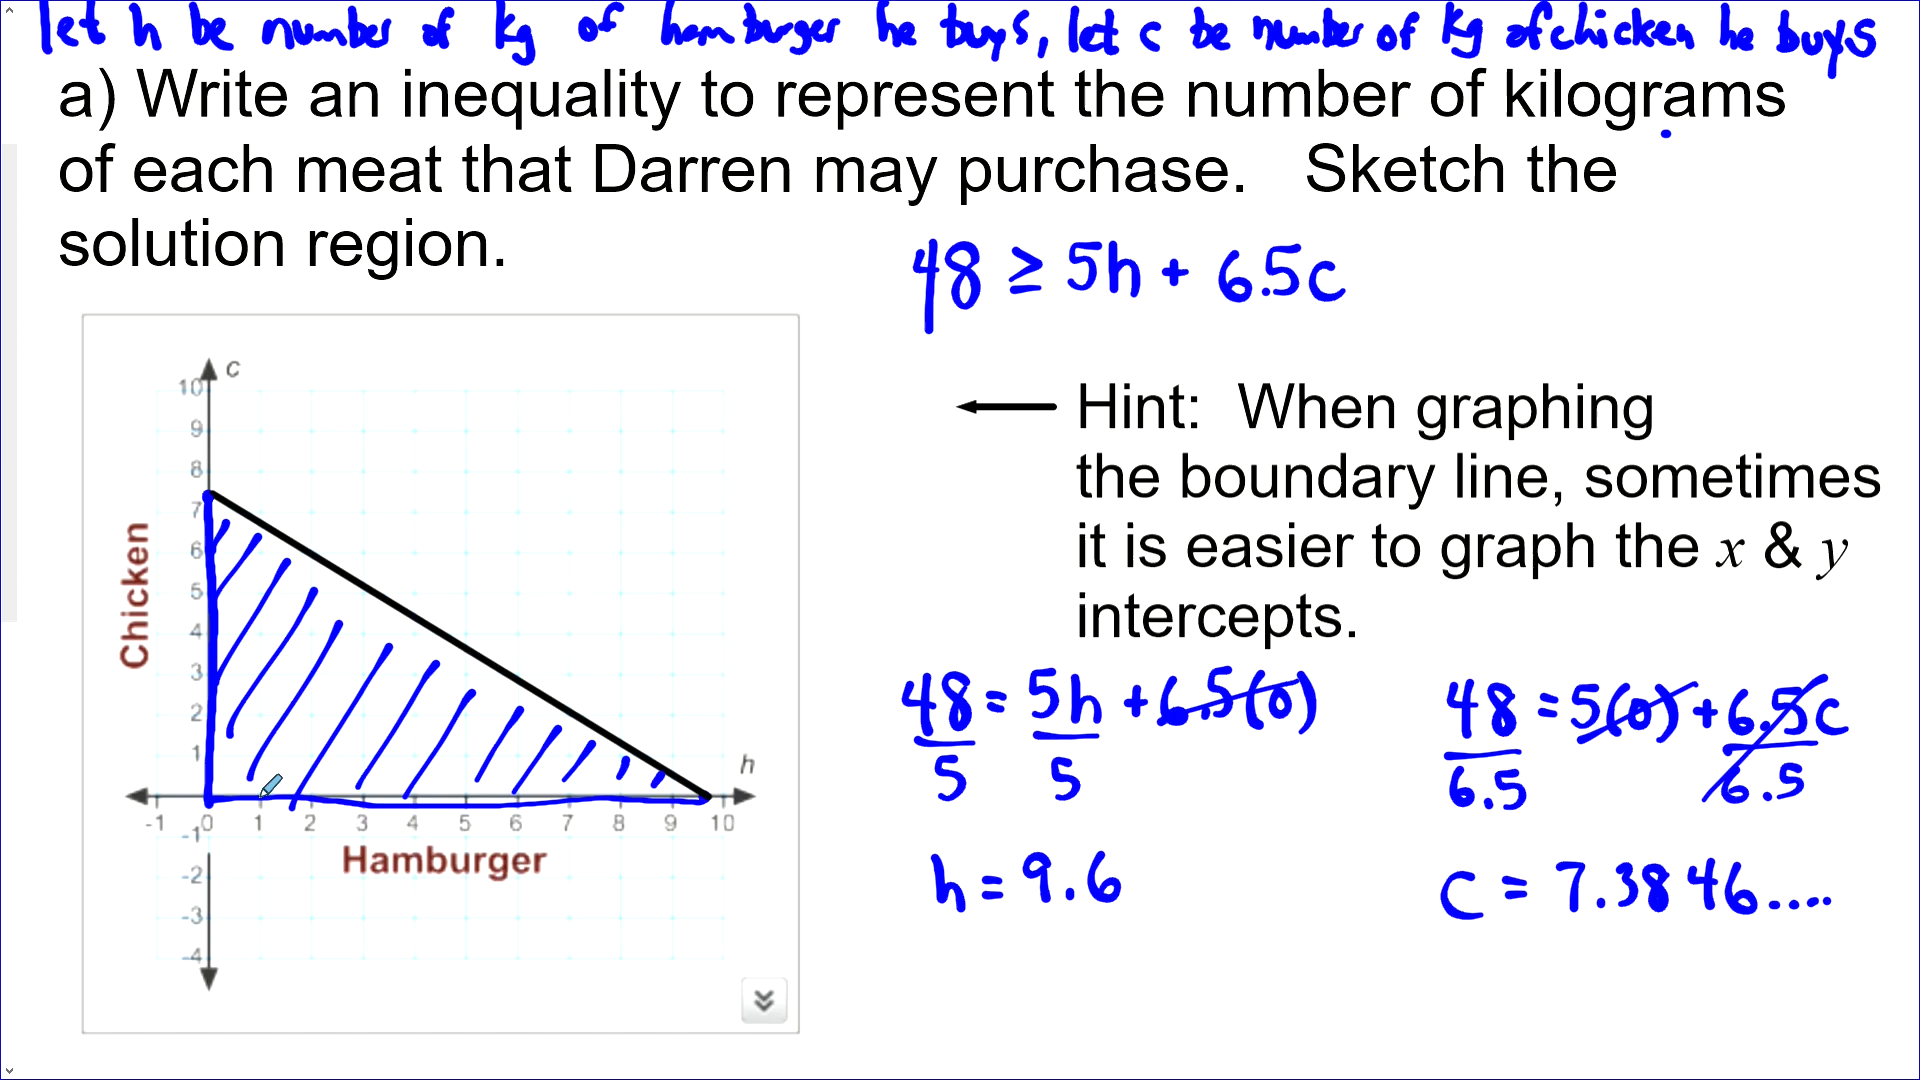 let h be number of kg of hamburger he buys, let c be number of kg of chicken he buys
a) Write an inequality to represent the number of kilograms
of each meat that Darren may purchase. Sketch the
solution region.
48 ≥ 5h + 6.5c
Hint: When graphing
the boundary line, sometimes
it is easier to graph the x & y
intercepts.
c
10
9
8
7
6
5
4
3
2
1
Chicken
h
-1 0 1 2 3 4 5 6 7 8 9 10
-1
Hamburger
-2
-3
-4
48 = 5h + 6.5(0)
5 5
h = 9.6
48 = 5(0) + 6.5c
6.5 6.5
c = 7.3846....